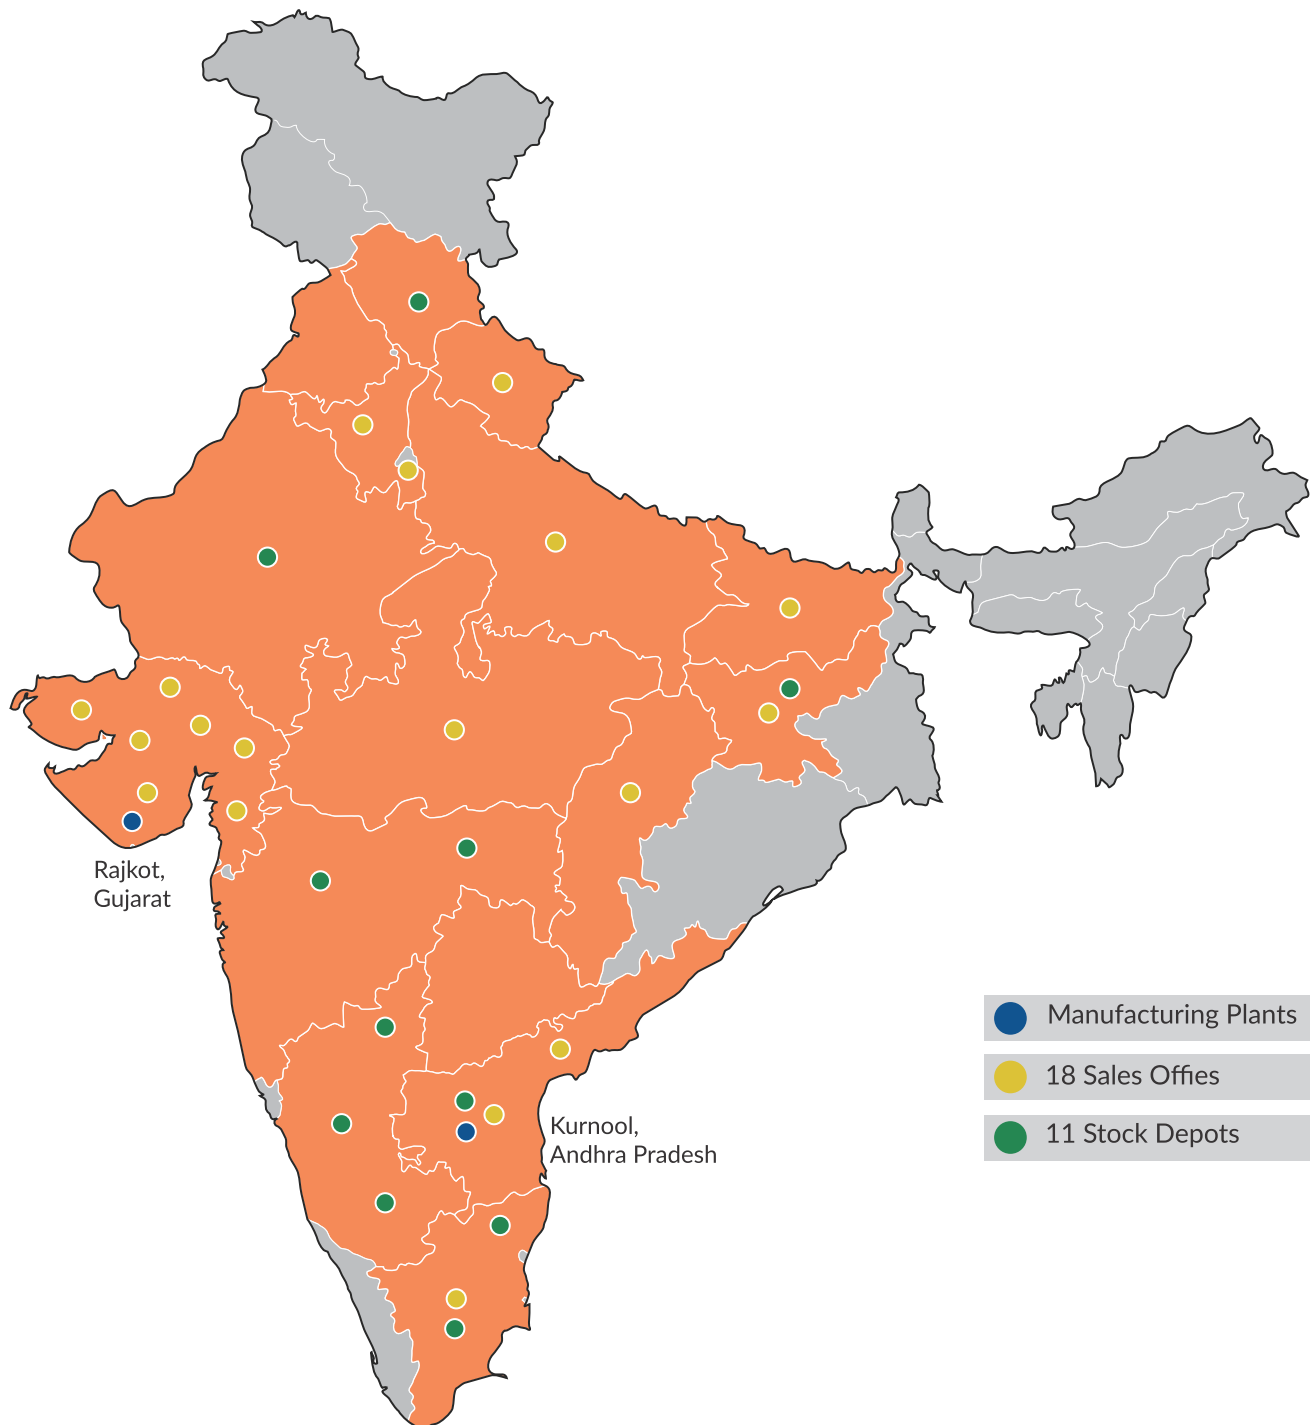 Rajkot,
Gujarat
Manufacturing Plants
18 Sales Offies
11 Stock Depots
Kurnool,
Andhra Pradesh